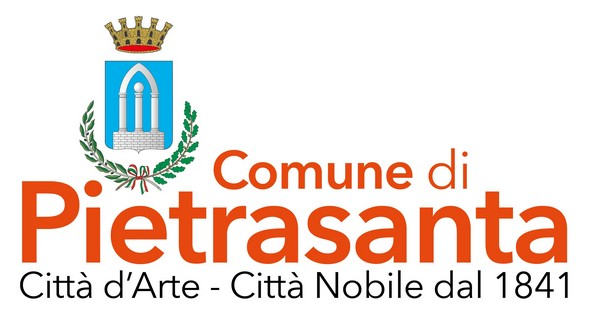 Comune di
Pietrasanta
Città d'Arte - Città Nobile dal 1841